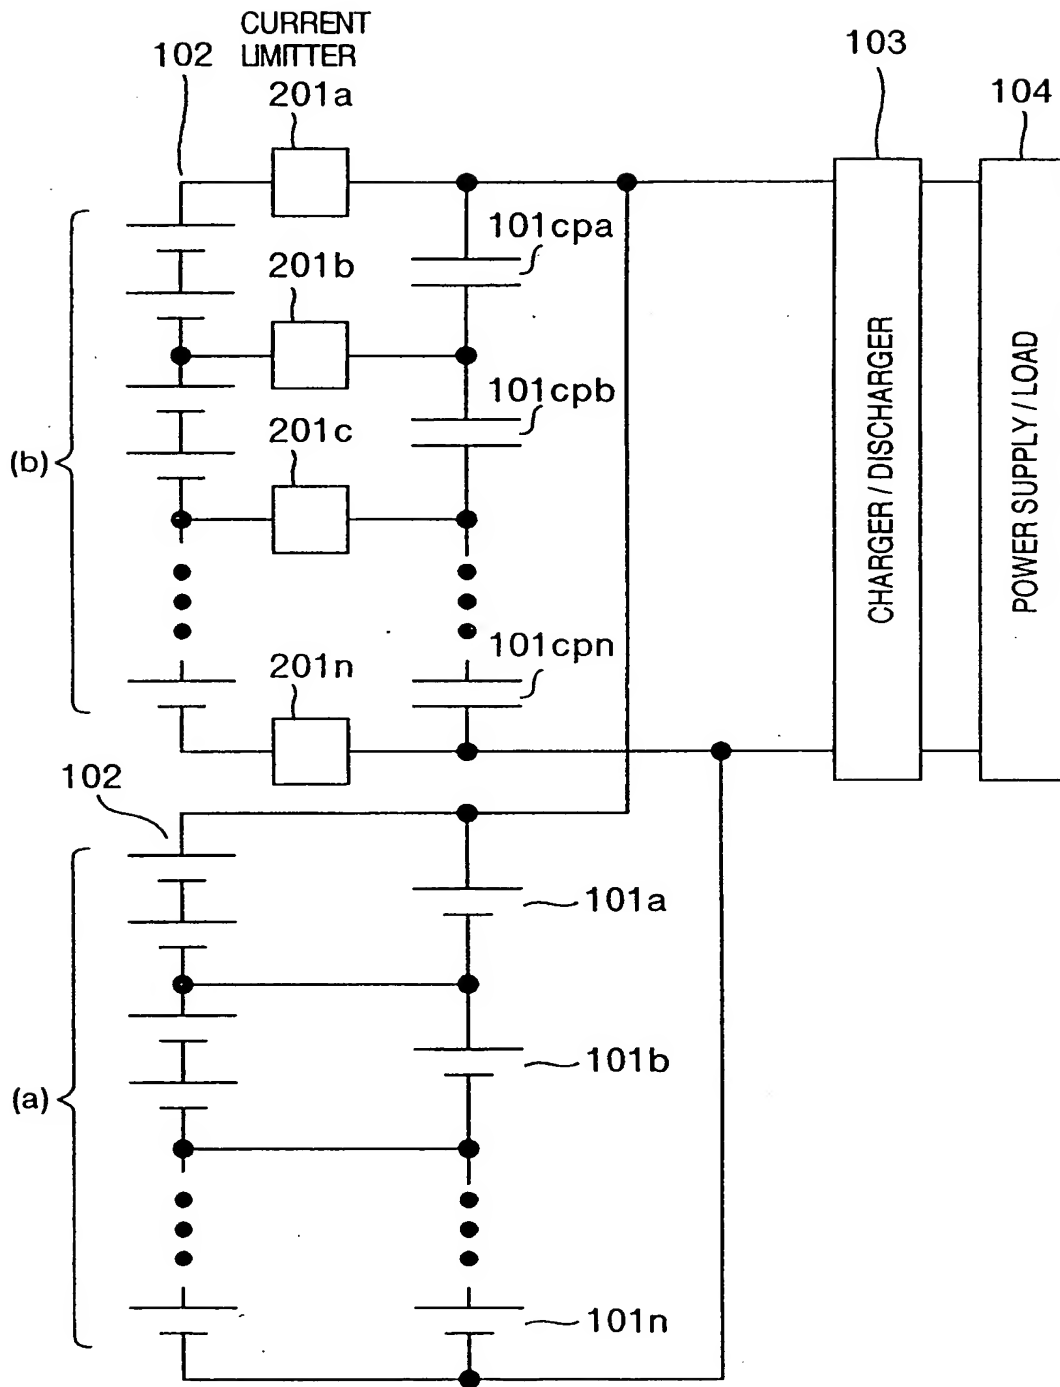 CURRENT
LIMITTER
102
103
201a
104
101cpa
201b
101cpb
201c
(b)
CHARGER / DISCHARGER
POWER SUPPLY / LOAD
101cpn
201n
102
101a
101b
(a)
101n